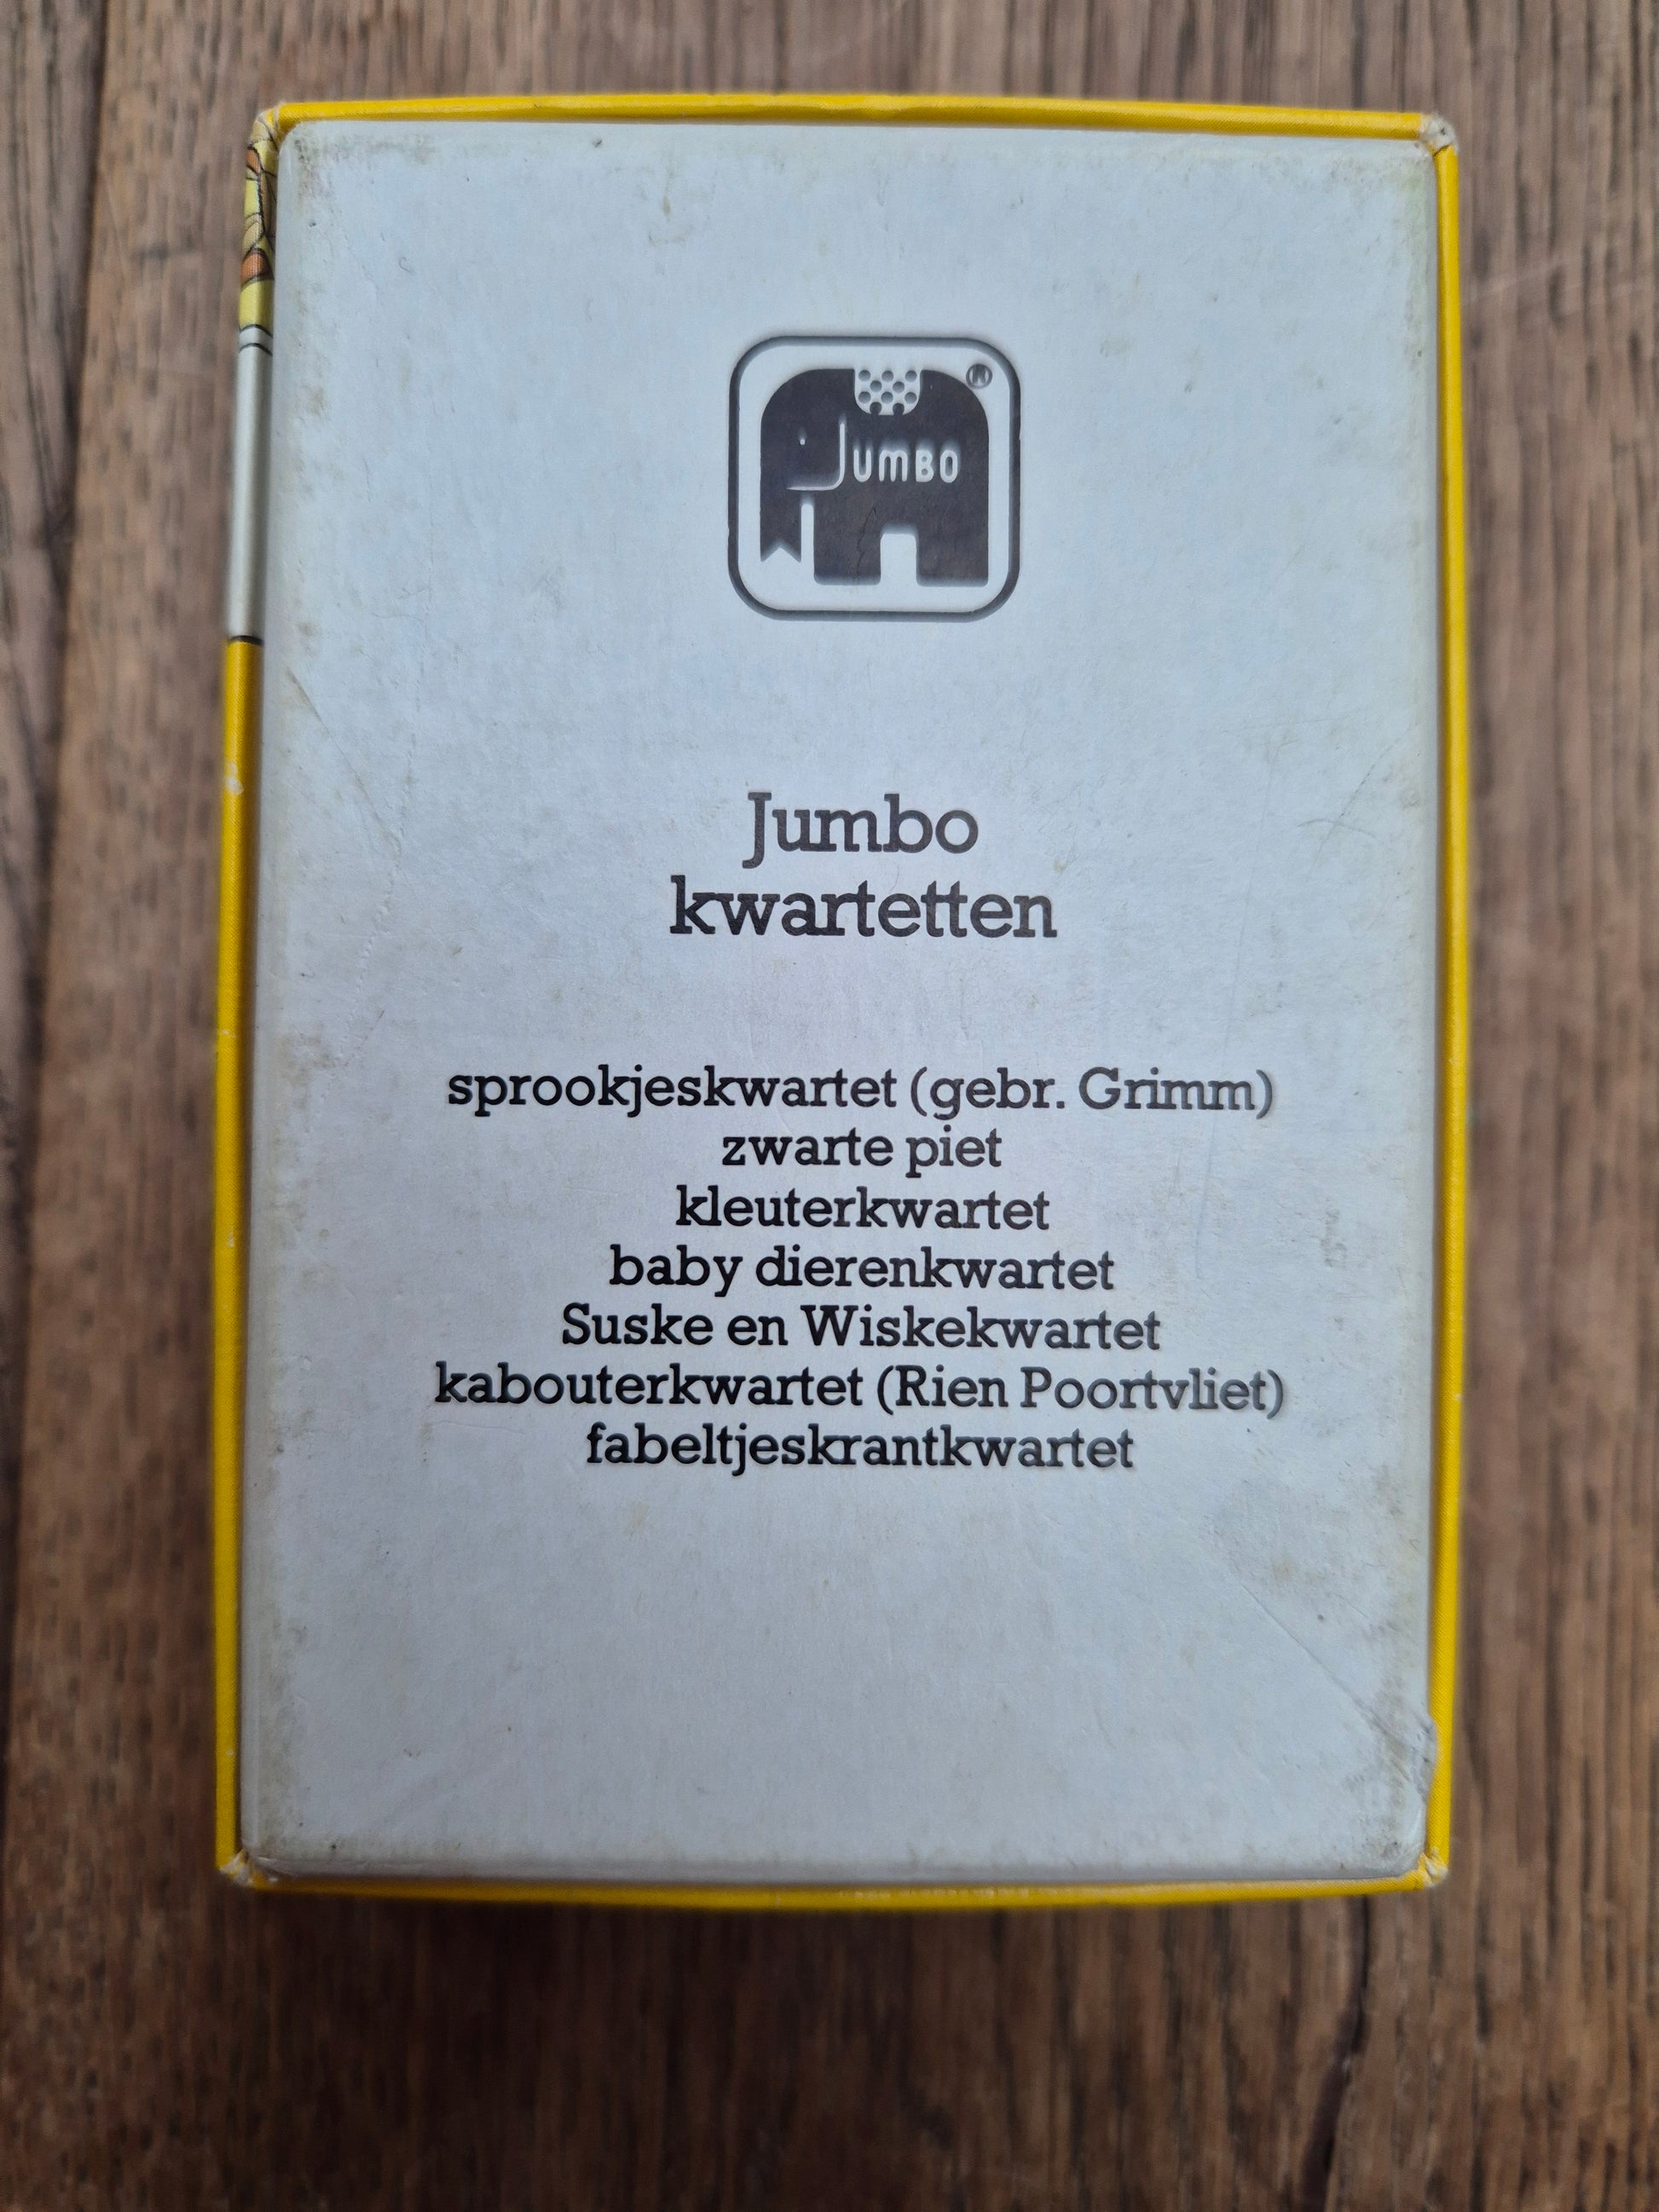 JUMBO ®
Jumbo
kwartetten
sprookjeskwartet (gebr. Grimm)
zwarte piet
kleuterkwartet
baby dierenkwartet
Suske en Wiskekwartet
kabouterkwartet (Rien Poortvliet)
fabeltjeskrantkwartet